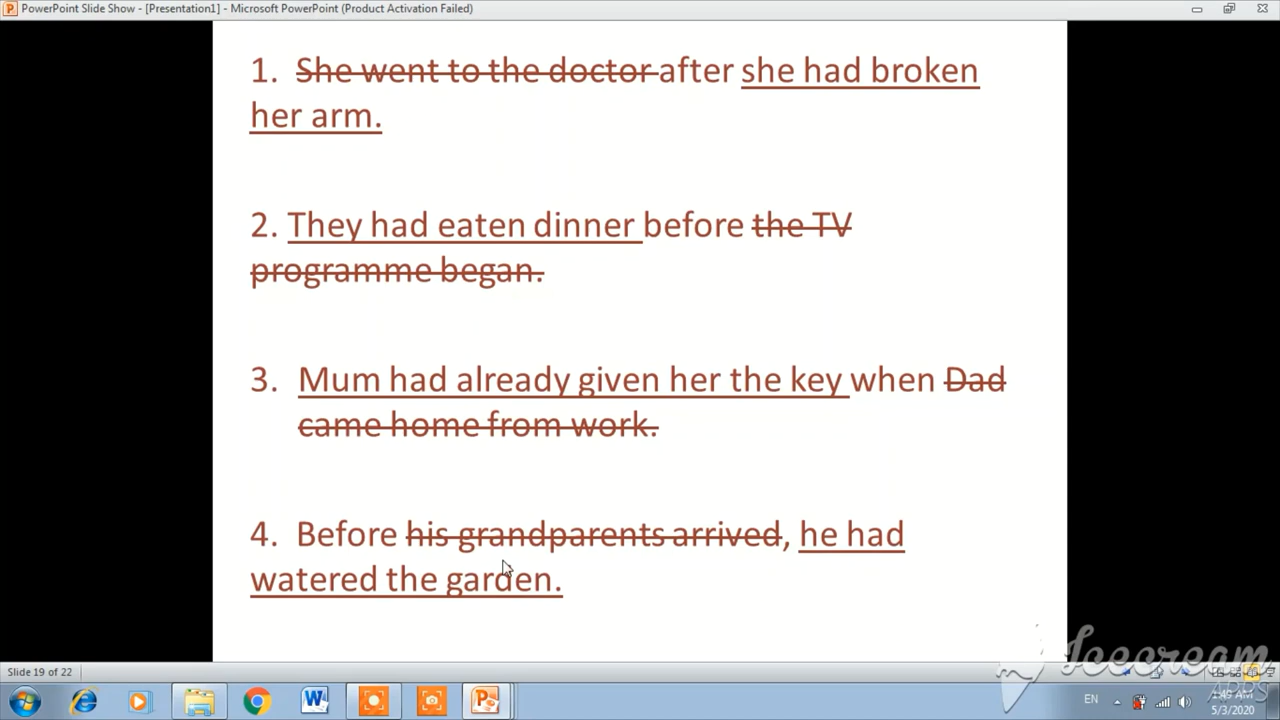 PowerPoint Slide Show - [Presentation1] - Microsoft PowerPoint (Product Activation Failed)
1. She went to the doctor after she had broken
her arm.
2. They had eaten dinner before the TV
programme began.
3. Mum had already given her the key when Dad
came home from work.
4. Before his grandparents arrived, he had
watered the garden.
Icecream
APPS
Slide 19 of 22
EN
5/3/2020